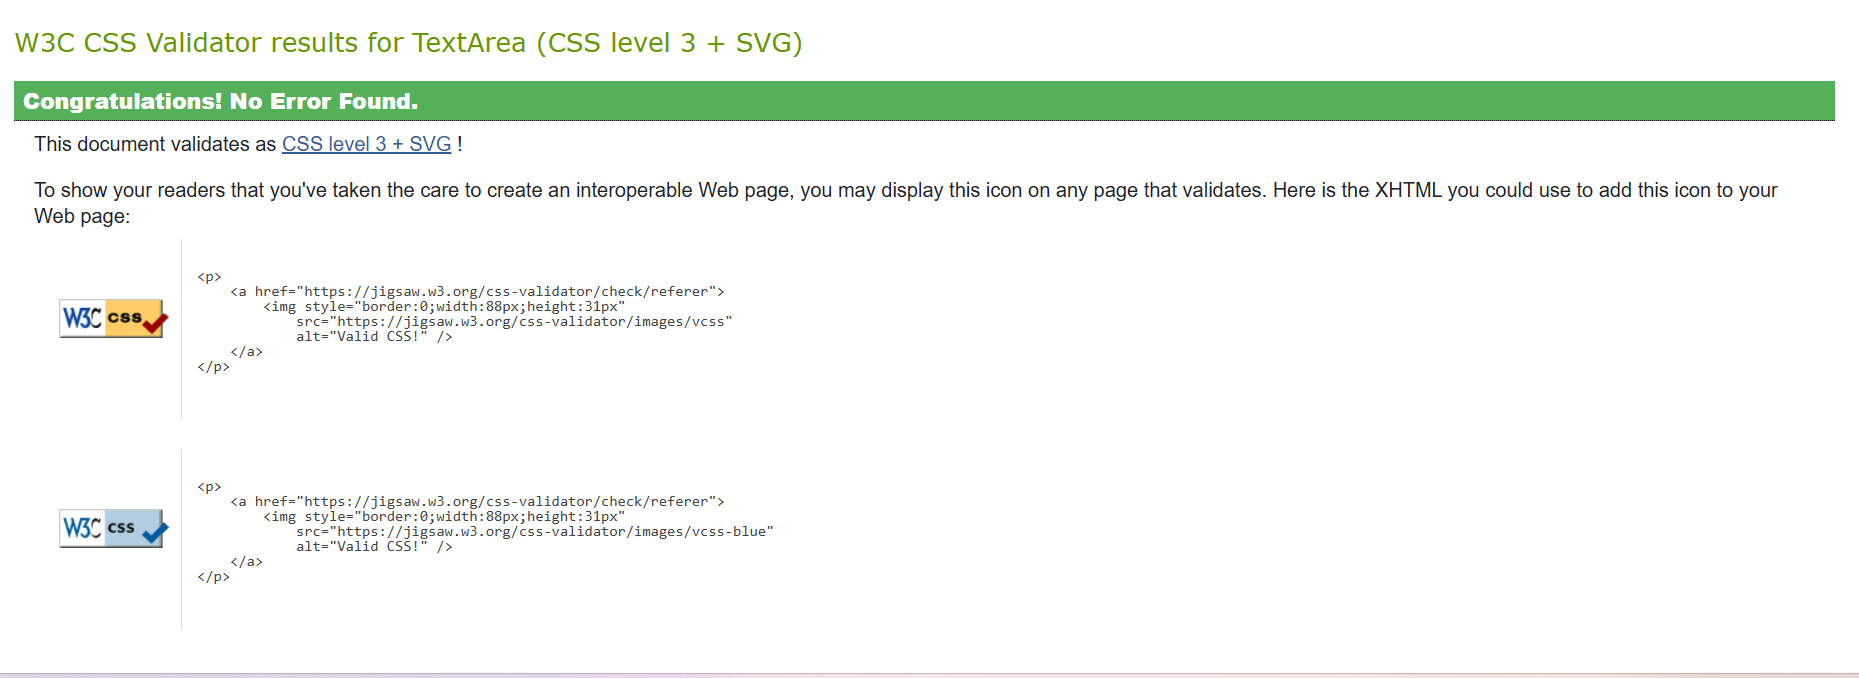 W3C CSS Validator results for TextArea (CSS level 3 + SVG)
Congratulations! No Error Found.
This document validates as CSS level 3 + SVG !
To show your readers that you've taken the care to create an interoperable Web page, you may display this icon on any page that validates. Here is the XHTML you could use to add this icon to your
Web page:
W3C css
<p>
    <a href="https://jigsaw.w3.org/css-validator/check/referer">
        <img style="border:0;width:88px;height:31px"
            src="https://jigsaw.w3.org/css-validator/images/vcss"
            alt="Valid CSS!" />
    </a>
</p>
W3C css
<p>
    <a href="https://jigsaw.w3.org/css-validator/check/referer">
        <img style="border:0;width:88px;height:31px"
            src="https://jigsaw.w3.org/css-validator/images/vcss-blue"
            alt="Valid CSS!" />
    </a>
</p>